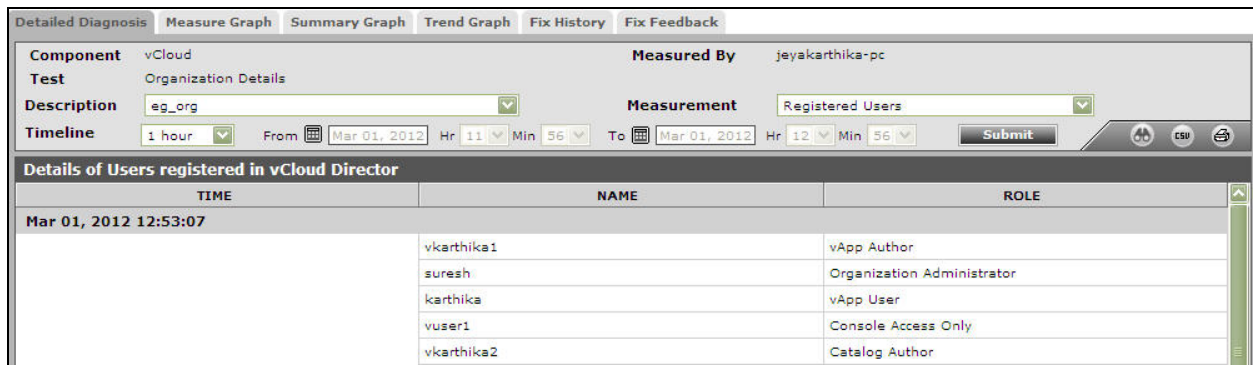 Detailed Diagnosis Measure Graph Summary Graph Trend Graph Fix History Fix Feedback
Component vCloud Measured By jeyakarthika-pc
Test Organization Details
Description eg_org Measurement Registered Users
Timeline 1 hour From Mar 01, 2012 Hr 11 Min 56 To Mar 01, 2012 Hr 12 Min 56 Submit CSV
Details of Users registered in vCloud Director
TIME NAME ROLE
Mar 01, 2012 12:53:07
vkarthika1 vApp Author
suresh Organization Administrator
karthika vApp User
vuser1 Console Access Only
vkarthika2 Catalog Author